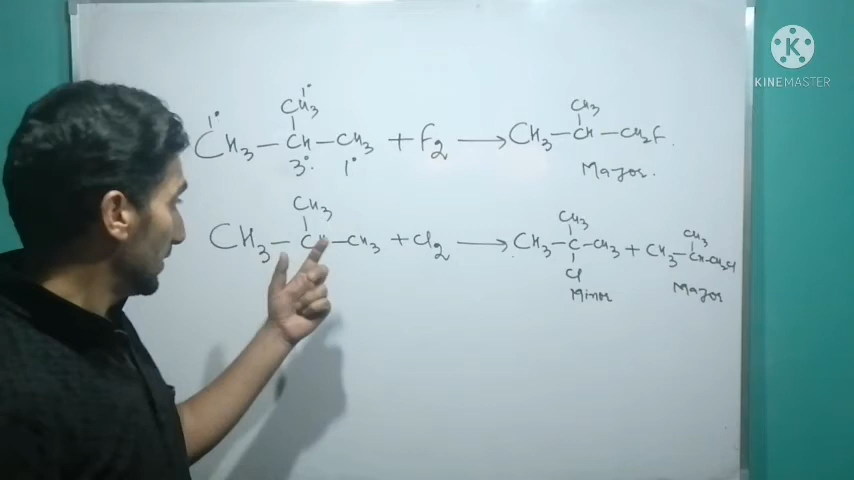 K
KINEMASTER
1° 1°
CH3
CH3 — CH — CH3 + F2 ⟶ CH3 — CH — CH2F.
3°. 1°
CH3
Major.
CH3
CH3 — C — CH3 + Cl2 ⟶ CH3 — C — CH3 + CH3 — CH — CH2Cl
CH3
CH3
Cl
Minor
Major